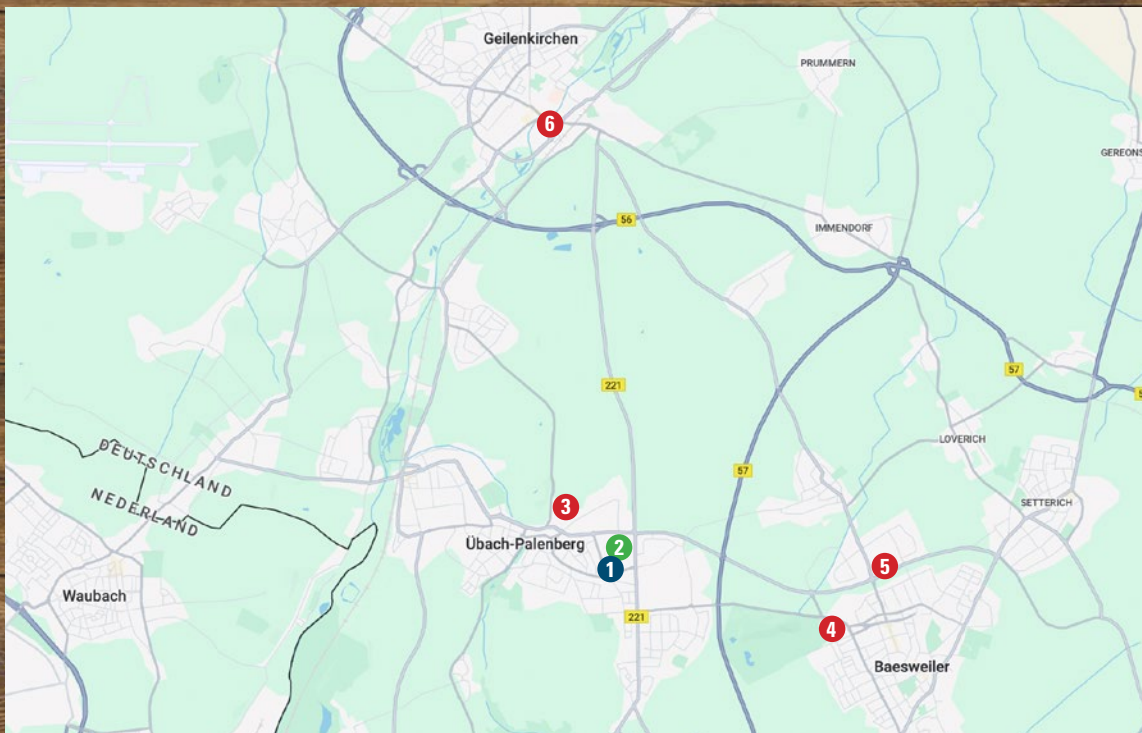 Geilenkirchen
PRUMMERN
6
GEREONS
56
IMMENDORF
221
57
DEUTSCHLAND
NEDERLAND
57
LOVERICH
SETTERICH
3
Übach-Palenberg
2
1
5
Waubach
221
4
Baesweiler